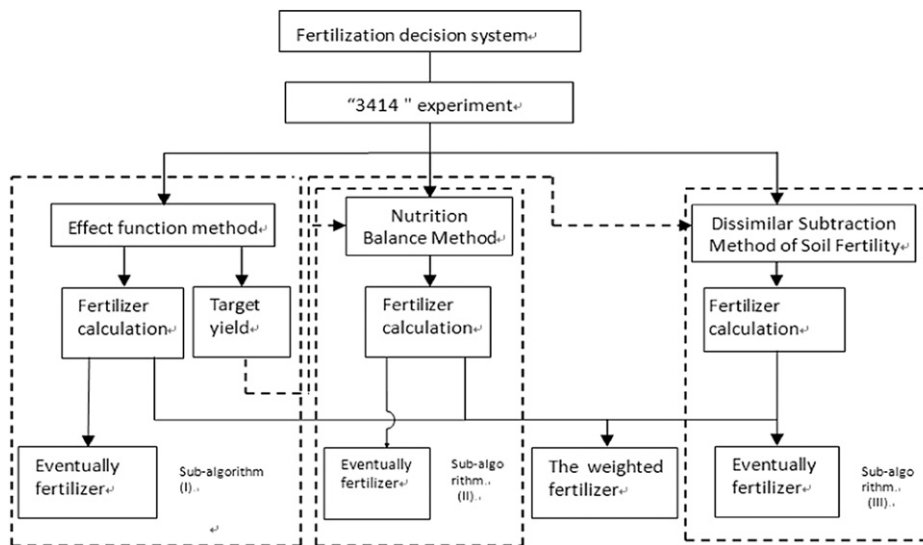 Fertilization decision system↵
“3414 " experiment↵
Effect function method↵
Nutrition
Balance Method↵
Dissimilar Subtraction
Method of Soil Fertility↵
Fertilizer
calculation↵
Target
yield↵
Fertilizer
calculation↵
Fertilizer
calculation↵
Eventually
fertilizer↵
Sub-algorithm
(I).↵
↵
Eventually
fertilizer↵
Sub-algo
rithm.
(II).↵
The weighted
fertilizer↵
Eventually
fertilizer↵
Sub-algo
rithm.
(III).↵